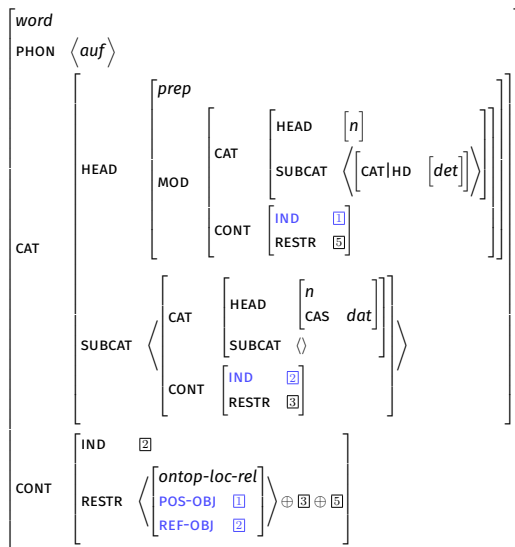 word
PHON ⟨auf⟩
prep
HEAD [n]
CAT
SUBCAT ⟨[CAT|HD [det]]⟩
HEAD
MOD
IND 1
CONT
RESTR 5
CAT
n
HEAD
CAS dat
CAT
SUBCAT ⟨⟩
SUBCAT
IND 2
CONT
RESTR 3
IND 2
ontop-loc-rel
CONT
RESTR ⟨[POS-OBJ 1]⟩ ⊕ 3 ⊕ 5
REF-OBJ 2